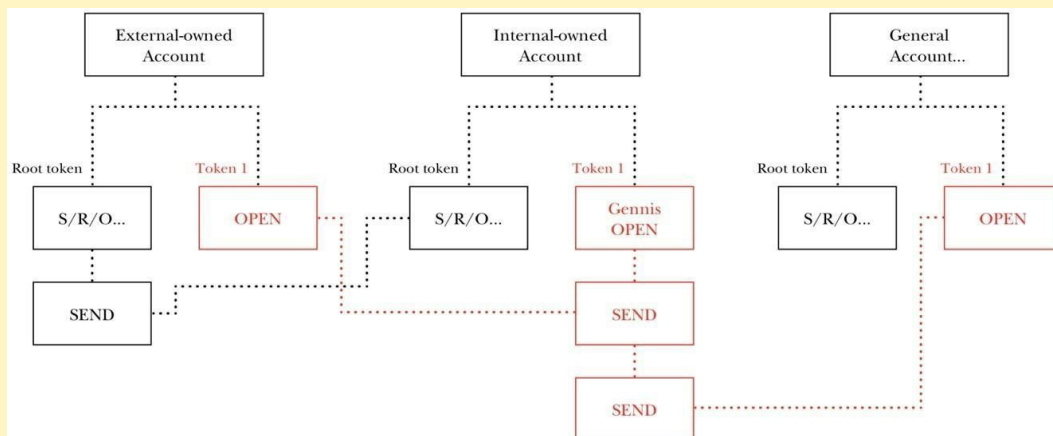 External-owned
Account
Internal-owned
Account
General
Account...
Root token
Token 1
Root token
Token 1
Root token
Token 1
S/R/O...
OPEN
S/R/O...
Gennis
OPEN
S/R/O...
OPEN
SEND
SEND
SEND